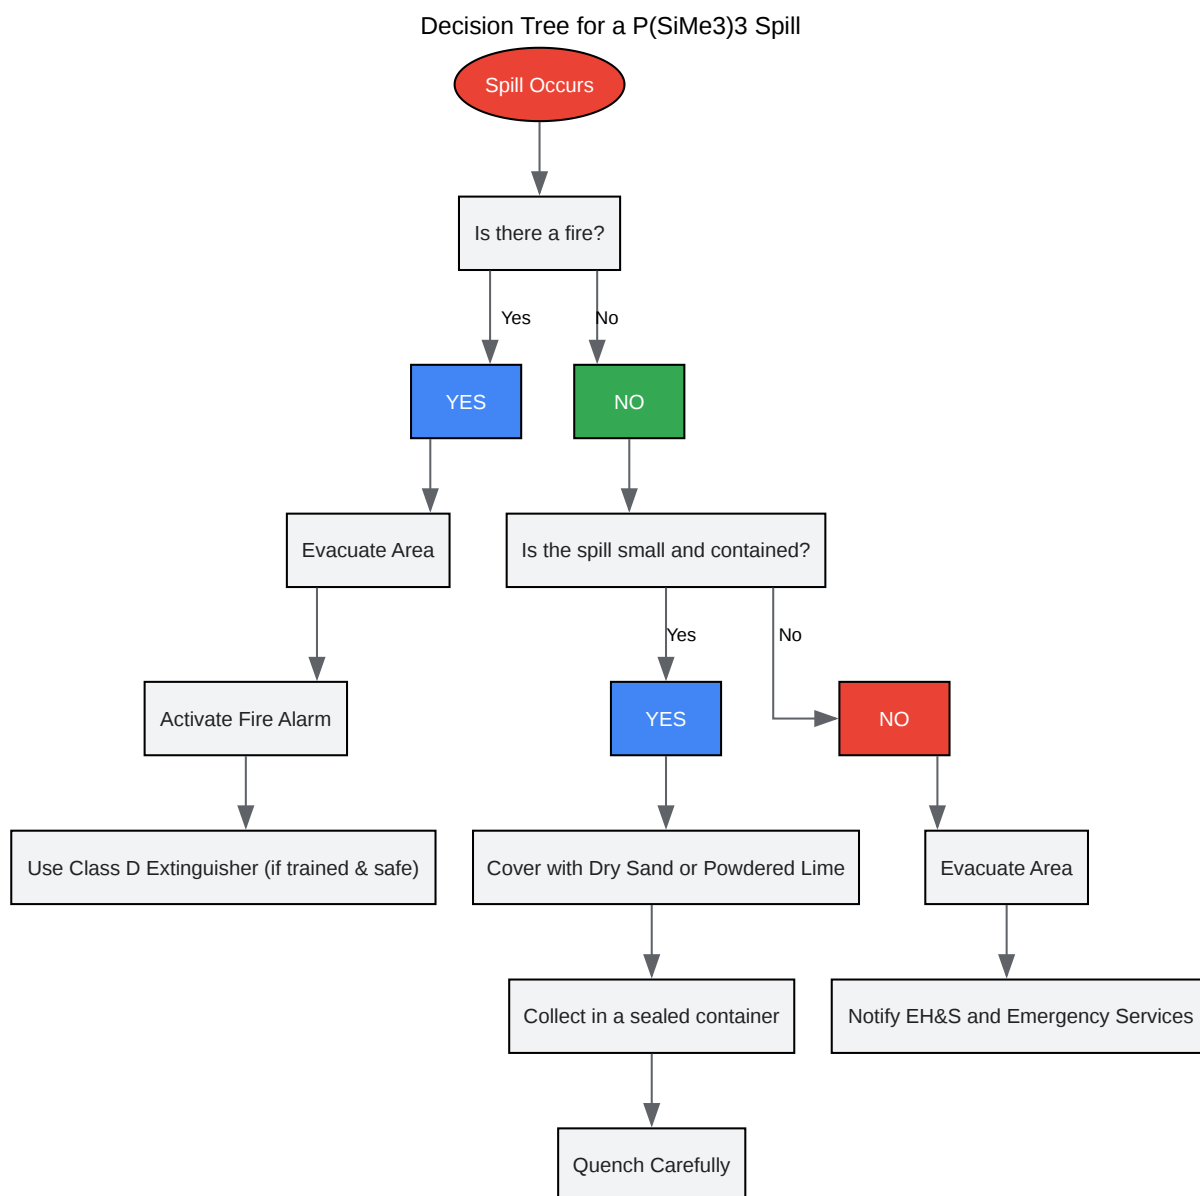 Decision Tree for a P(SiMe3)3 Spill
Spill Occurs
Is there a fire?
Yes
No
YES
NO
Evacuate Area
Is the spill small and contained?
Yes
No
Activate Fire Alarm
YES
NO
Use Class D Extinguisher (if trained & safe)
Cover with Dry Sand or Powdered Lime
Evacuate Area
Collect in a sealed container
Notify EH&S and Emergency Services
Quench Carefully